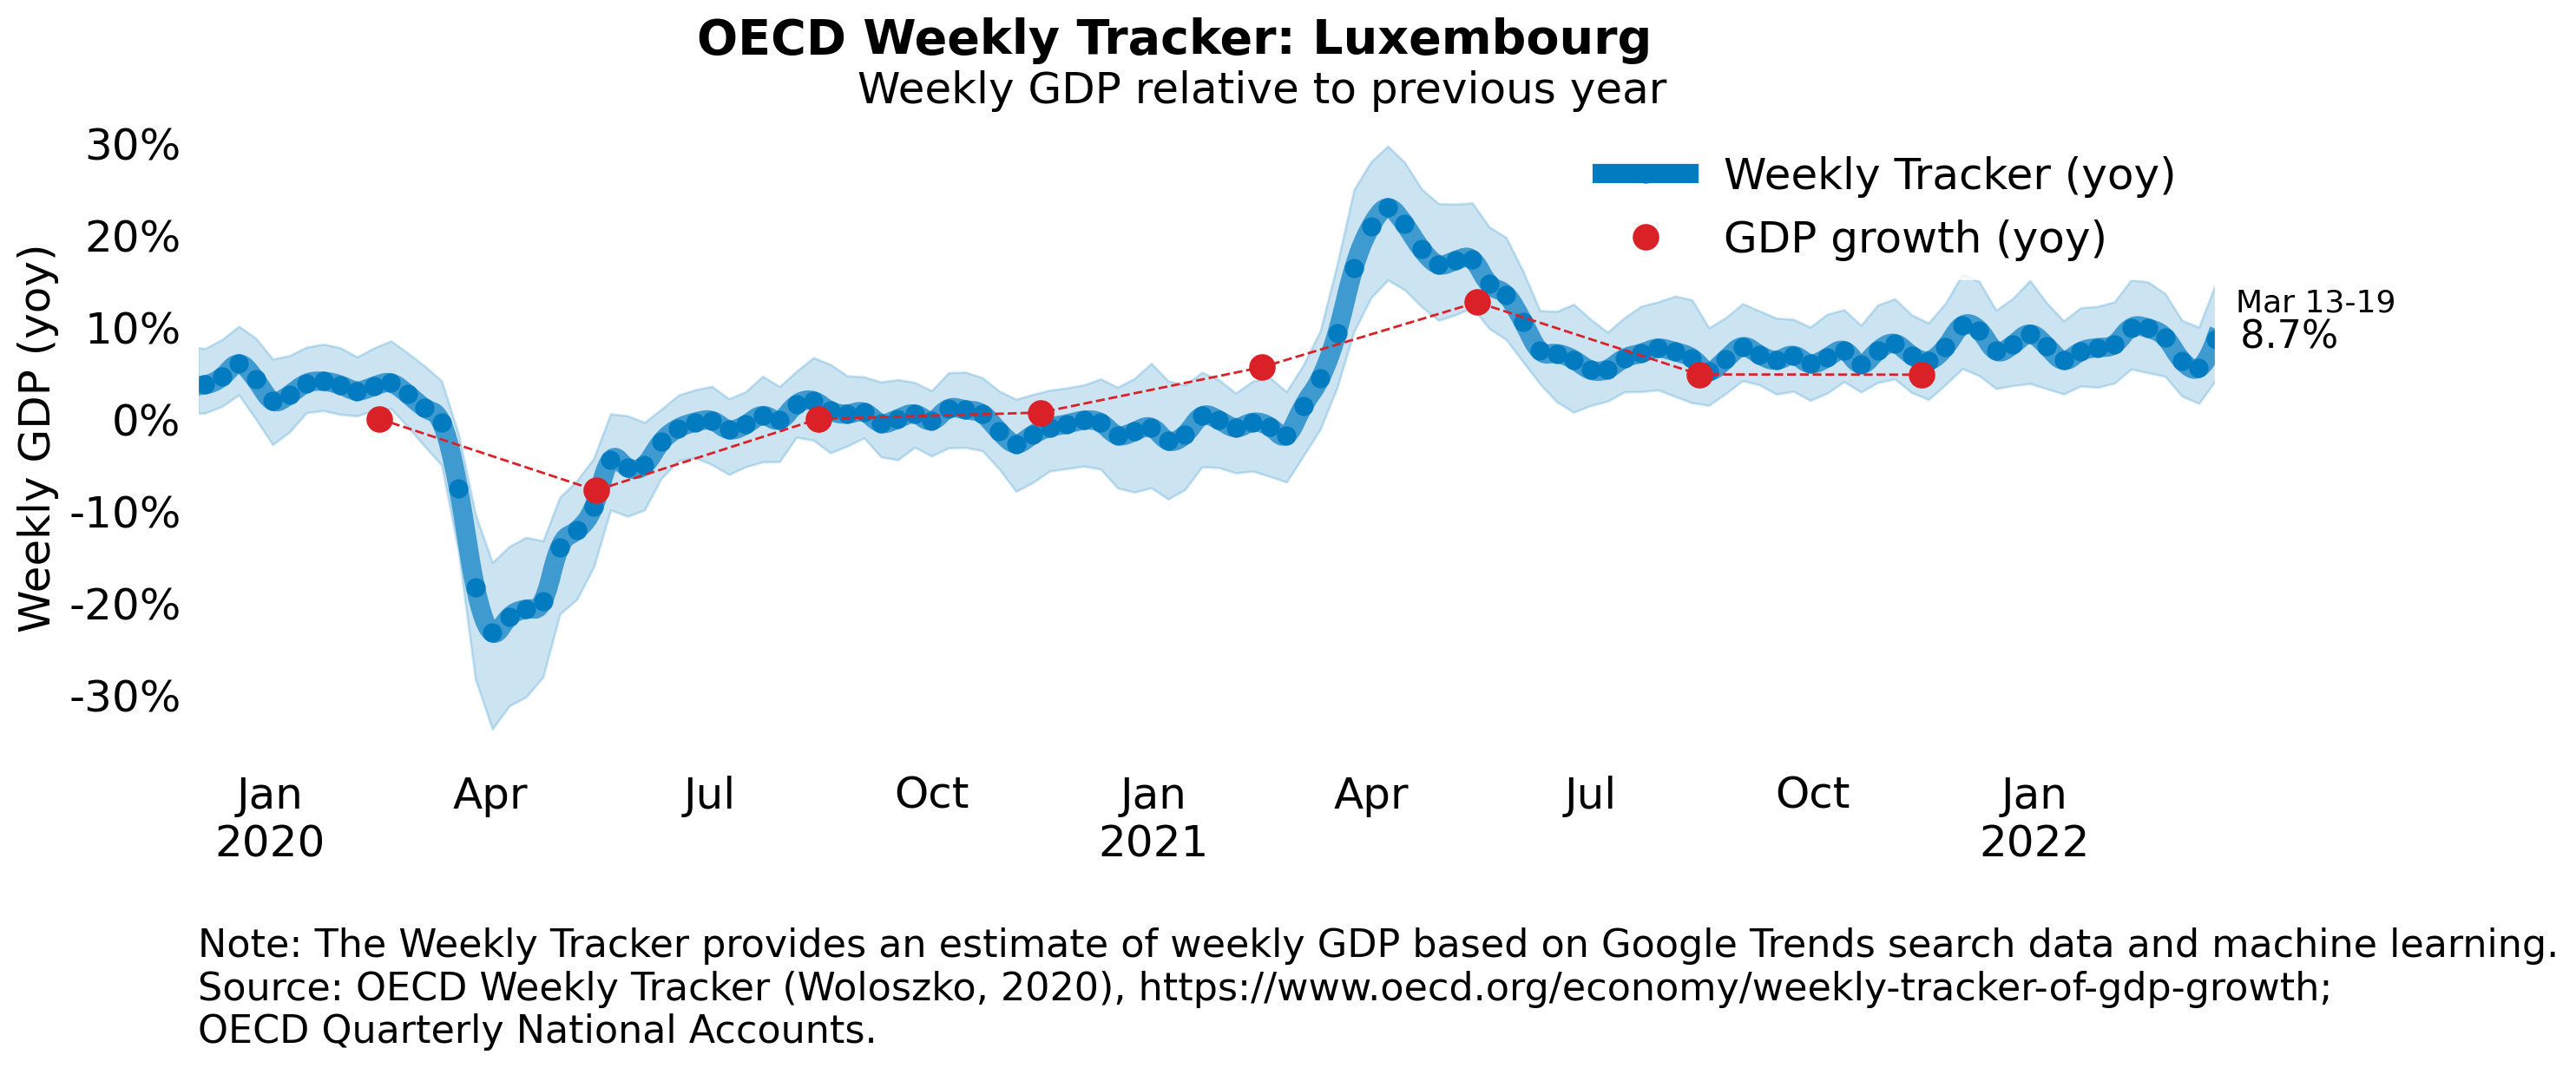 OECD Weekly Tracker: Luxembourg
Weekly GDP relative to previous year
Weekly GDP (yoy)
30%
20%
10%
0%
-10%
-20%
-30%
Weekly Tracker (yoy)
GDP growth (yoy)
Mar 13-19
8.7%
Jan Apr Jul Oct Jan Apr Jul Oct Jan
2020 2021 2022
Note: The Weekly Tracker provides an estimate of weekly GDP based on Google Trends search data and machine learning.
Source: OECD Weekly Tracker (Woloszko, 2020), https://www.oecd.org/economy/weekly-tracker-of-gdp-growth;
OECD Quarterly National Accounts.